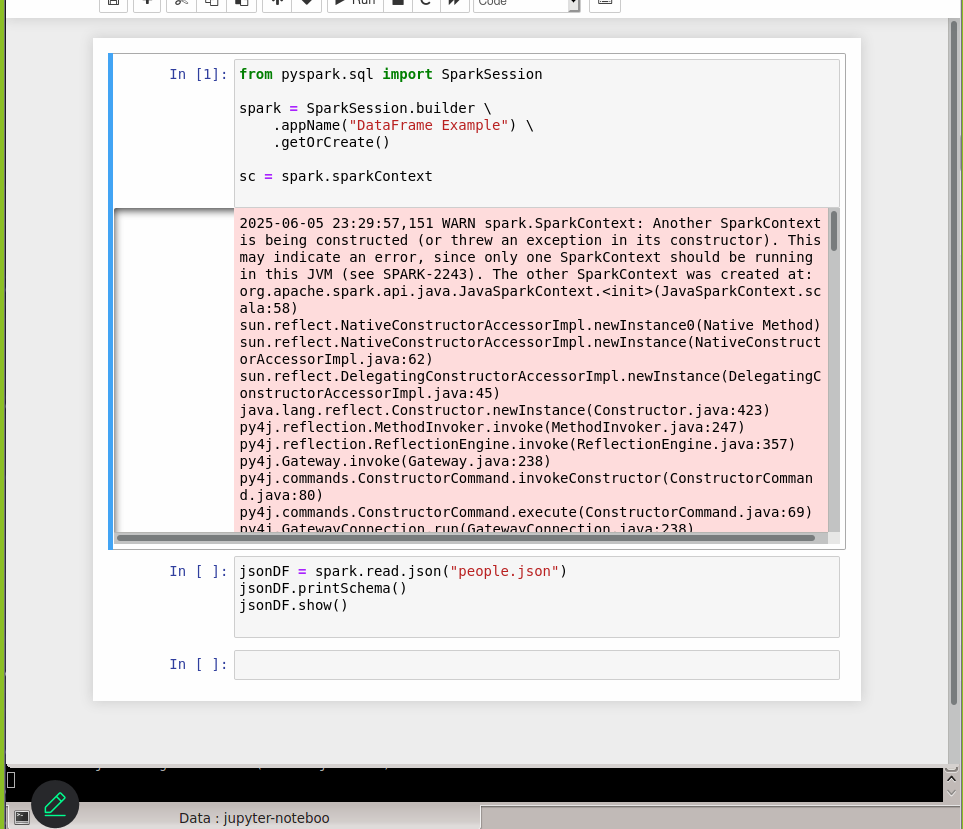 Run
Code
In [1]:
from pyspark.sql import SparkSession
spark = SparkSession.builder \
.appName("DataFrame Example") \
.getOrCreate()
sc = spark.sparkContext
2025-06-05 23:29:57,151 WARN spark.SparkContext: Another SparkContext
is being constructed (or threw an exception in its constructor). This
may indicate an error, since only one SparkContext should be running
in this JVM (see SPARK-2243). The other SparkContext was created at:
org.apache.spark.api.java.JavaSparkContext.<init>(JavaSparkContext.sc
ala:58)
sun.reflect.NativeConstructorAccessorImpl.newInstance0(Native Method)
sun.reflect.NativeConstructorAccessorImpl.newInstance(NativeConstruct
orAccessorImpl.java:62)
sun.reflect.DelegatingConstructorAccessorImpl.newInstance(DelegatingC
onstructorAccessorImpl.java:45)
java.lang.reflect.Constructor.newInstance(Constructor.java:423)
py4j.reflection.MethodInvoker.invoke(MethodInvoker.java:247)
py4j.reflection.ReflectionEngine.invoke(ReflectionEngine.java:357)
py4j.Gateway.invoke(Gateway.java:238)
py4j.commands.ConstructorCommand.invokeConstructor(ConstructorComman
d.java:80)
py4j.commands.ConstructorCommand.execute(ConstructorCommand.java:69)
py4j.GatewayConnection.run(GatewayConnection.java:238)
In [ ]:
jsonDF = spark.read.json("people.json")
jsonDF.printSchema()
jsonDF.show()
In [ ]:
Data : jupyter-noteboo